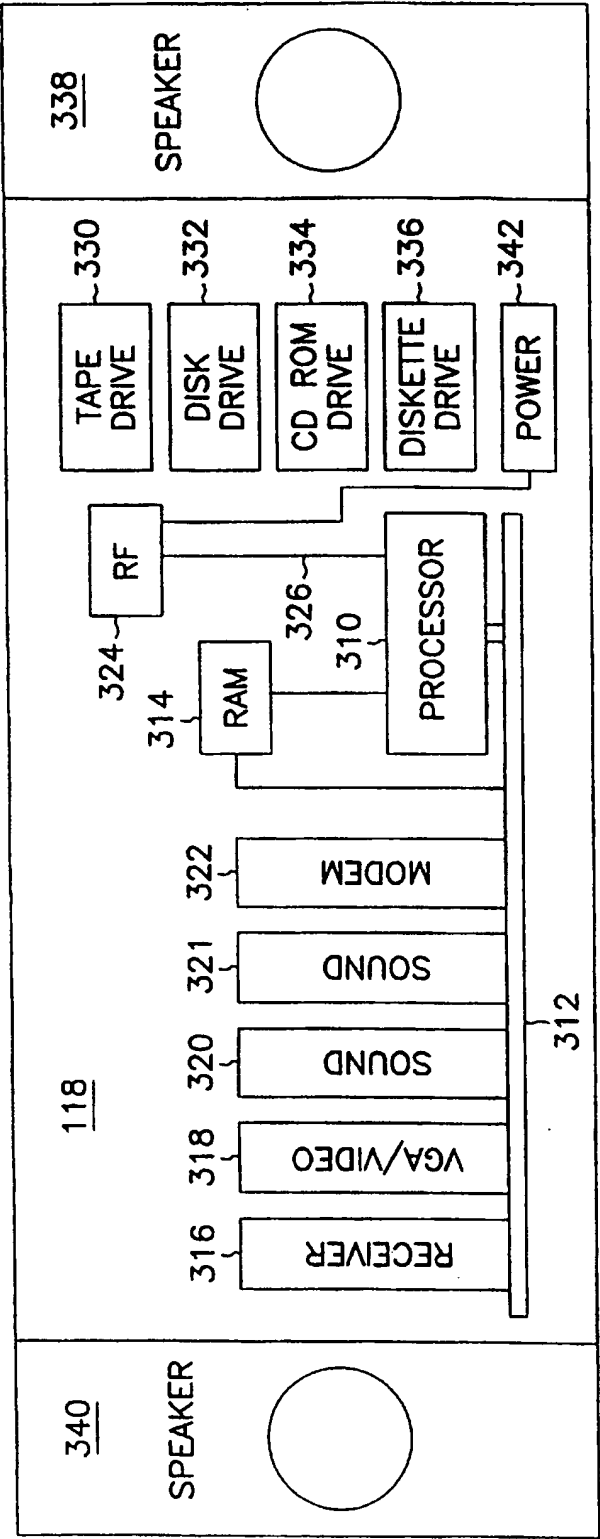 340
SPEAKER
118
316
RECEIVER
318
VGA/VIDEO
320
SOUND
321
SOUND
322
MODEM
312
314
RAM
324
RF
326
310
PROCESSOR
TAPE
DRIVE
330
DISK
DRIVE
332
CD ROM
DRIVE
334
DISKETTE
DRIVE
336
POWER
342
338
SPEAKER